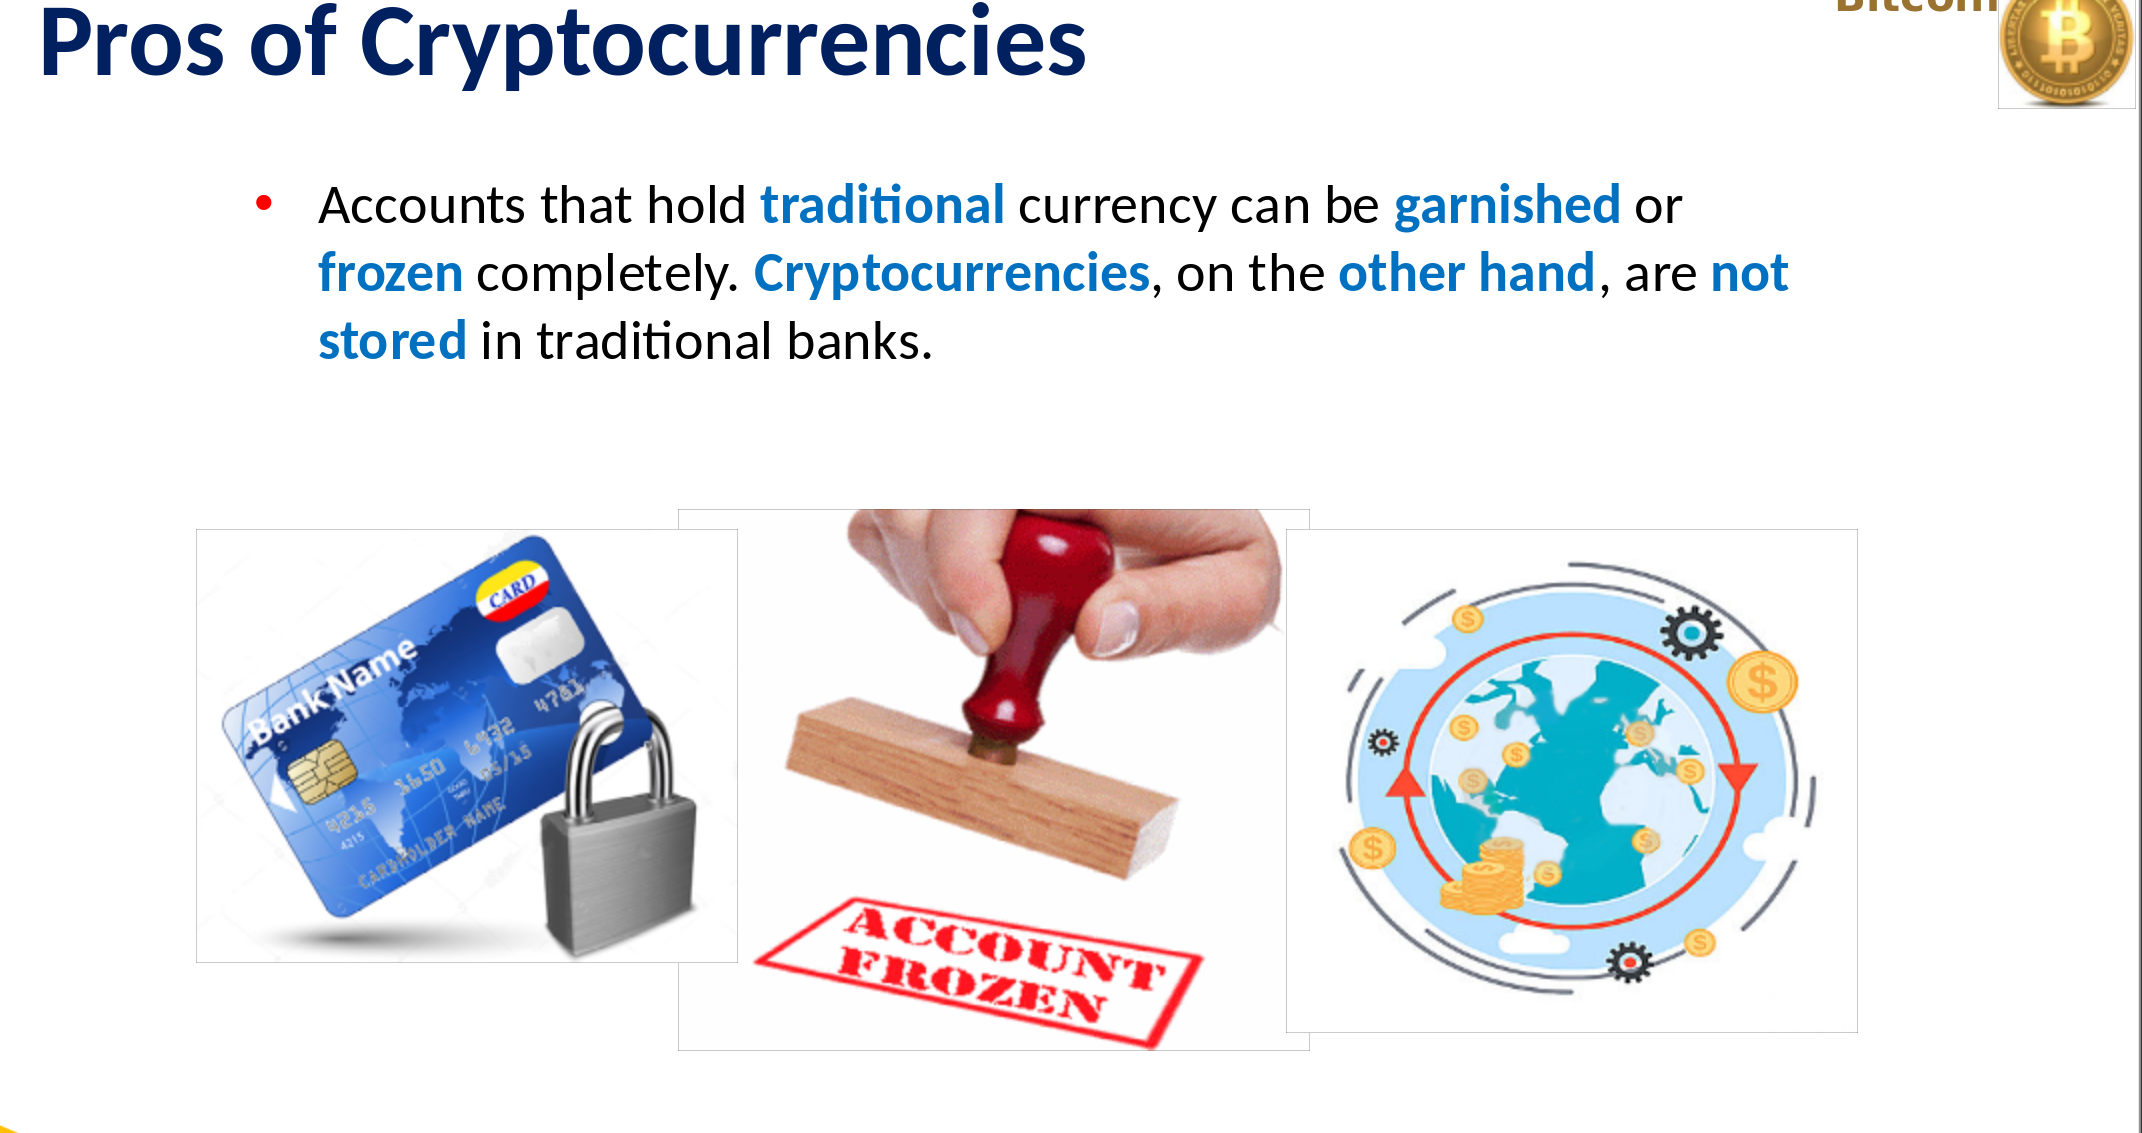 Pros of Cryptocurrencies
Bitcoin
• Accounts that hold traditional currency can be garnished or
frozen completely. Cryptocurrencies, on the other hand, are not
stored in traditional banks.
CARD
Bank Name
4781
6432
1650
4215
05/15
4215
CARDHOLDER NAME
ACCOUNT
FROZEN